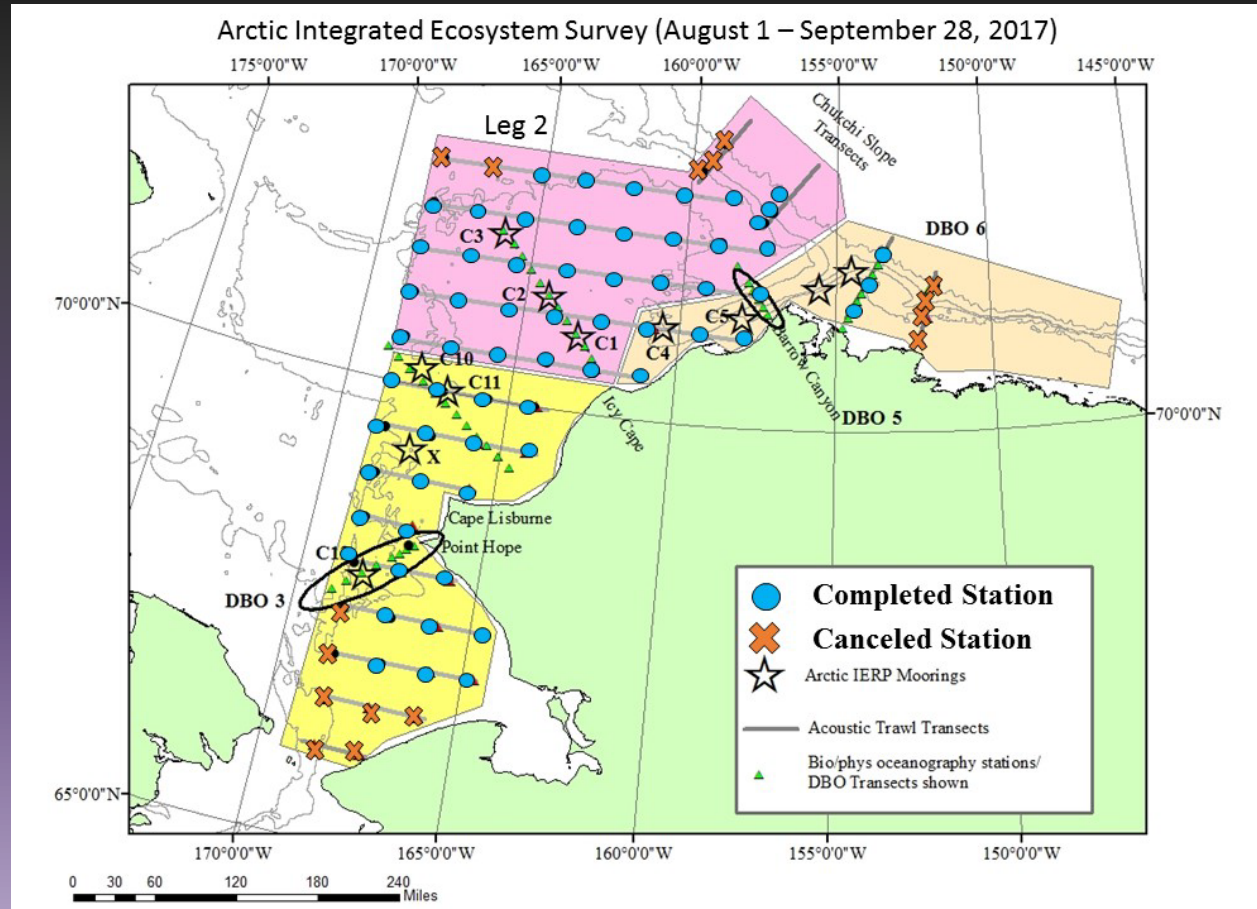 Arctic Integrated Ecosystem Survey (August 1 – September 28, 2017)
175°0'0"W
170°0'0"W
165°0'0"W
160°0'0"W
155°0'0"W
150°0'0"W
145°0'0"W
Leg 2
Chukchi Slope
Transects
DBO 6
C3
70°0'0"N
C2
C5
C1
C4
Barrow Canyon
C10
C11
DBO 5
70°0'0"N
Icy Cape
X
Cape Lisburne
Point Hope
DBO 3
Completed Station
Canceled Station
Arctic IERP Moorings
Acoustic Trawl Transects
Bio/phys oceanography stations/
DBO Transects shown
65°0'0"N
170°0'0"W
165°0'0"W
160°0'0"W
155°0'0"W
150°0'0"W
0 30 60 120 180 240
Miles